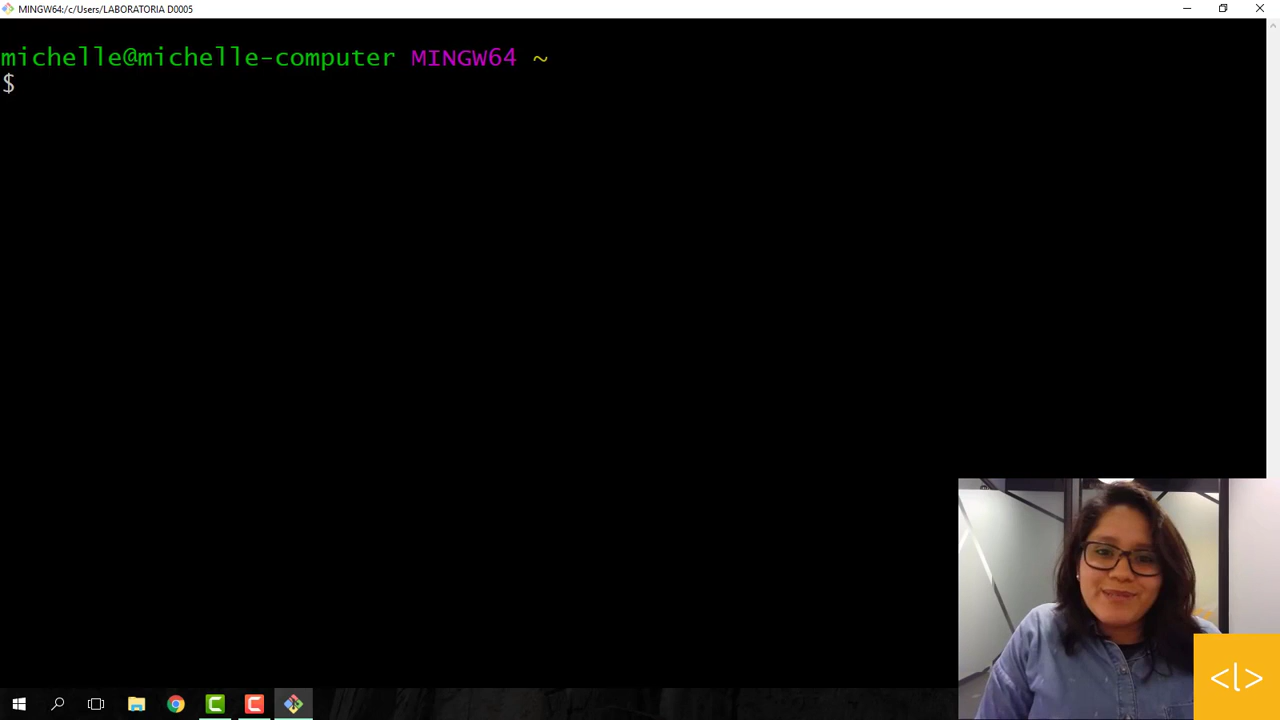 MINGW64:/c/Users/LABORATORIA D0005
michelle@michelle-computer MINGW64 ~
$
<l>